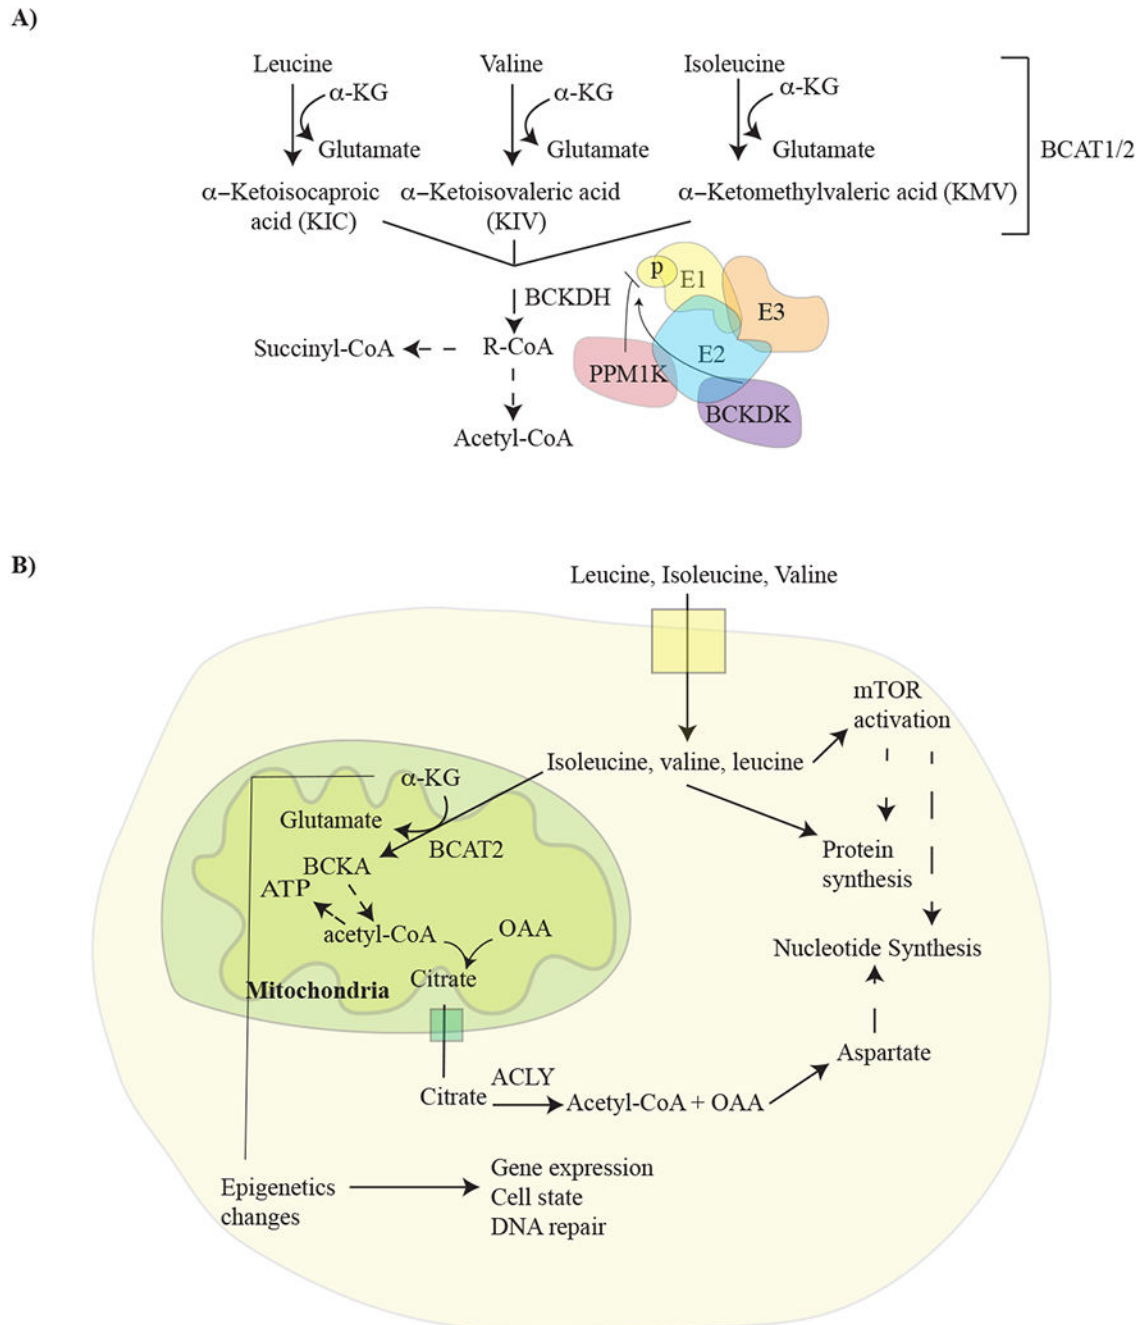 A)
Leucine
Valine
Isoleucine
α-KG
α-KG
α-KG
Glutamate
Glutamate
Glutamate
BCAT1/2
α–Ketoisocaproic
acid (KIC)
α–Ketoisovaleric acid
(KIV)
α–Ketomethylvaleric acid (KMV)
BCKDH
p
E1
E3
E2
PPM1K
BCKDK
Succinyl-CoA
R-CoA
Acetyl-CoA
B)
Leucine, Isoleucine, Valine
mTOR
activation
Isoleucine, valine, leucine
α-KG
Glutamate
BCAT2
BCKA
ATP
acetyl-CoA
OAA
Citrate
Mitochondria
Protein
synthesis
Nucleotide Synthesis
Aspartate
Citrate
ACLY
Acetyl-CoA + OAA
Epigenetics
changes
Gene expression
Cell state
DNA repair